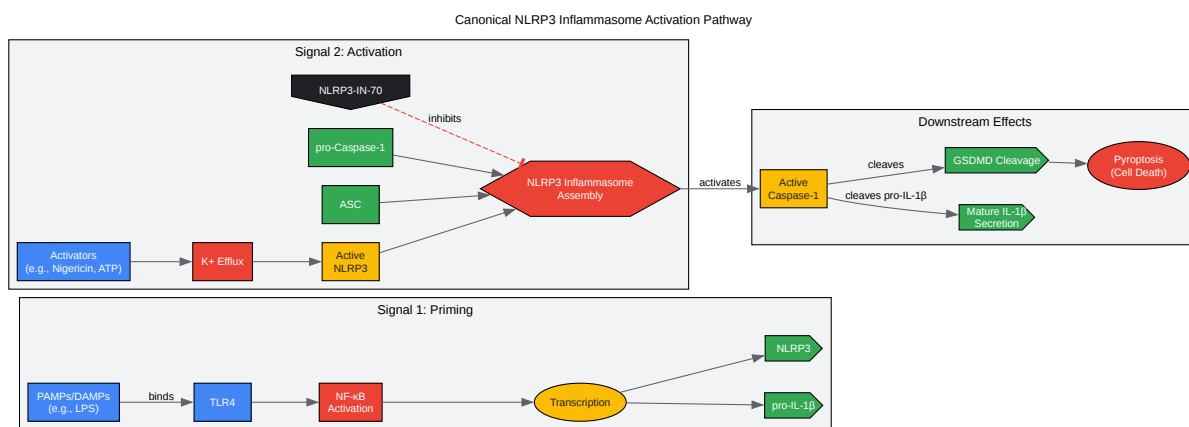 Canonical NLRP3 Inflammasome Activation Pathway
Signal 2: Activation
NLRP3-IN-70
inhibits
pro-Caspase-1
NLRP3 Inflammasome
Assembly
ASC
Activators
(e.g., Nigericin, ATP)
K+ Efflux
Active
NLRP3
activates
Downstream Effects
Active
Caspase-1
cleaves
GSDMD Cleavage
Pyroptosis
(Cell Death)
cleaves pro-IL-1β
Mature IL-1β
Secretion
Signal 1: Priming
PAMPs/DAMPs
(e.g., LPS)
binds
TLR4
NF-κB
Activation
Transcription
NLRP3
pro-IL-1β